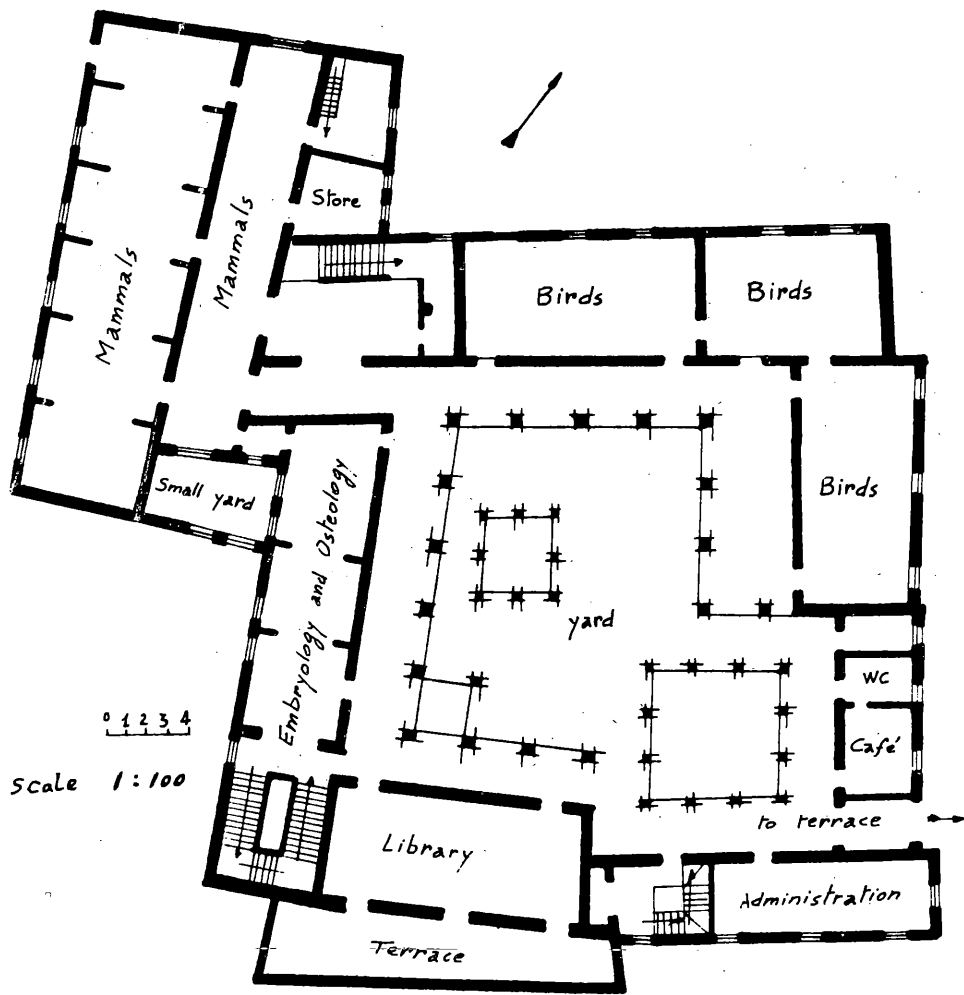 Store
Mammals
Mammals
Birds
Birds
Birds
Small yard
Embryology and Osteology
yard
WC
Café
0 1 2 3 4
Scale 1:100
to terrace
Library
Administration
Terrace